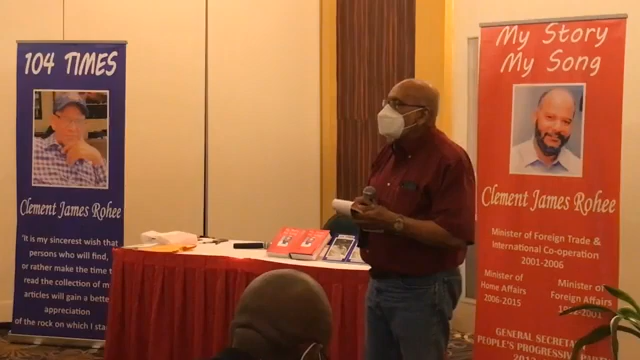 104 TIMES
Clement James Rohee
'It is my sincerest wish that
persons who will find,
or rather make the time t
read the collection of m
articles will gain a bette
appreciation
of the rock on which I sta
My Story
My Song
Clement James Rohee
Minister of Foreign Trade &
International Co-operation
2001-2006
Minister of
Home Affairs
2006-2015
Minister of
Foreign Affairs
-2001
GENERAL SECRETA
PEOPLE'S PROGRESSIVE PART